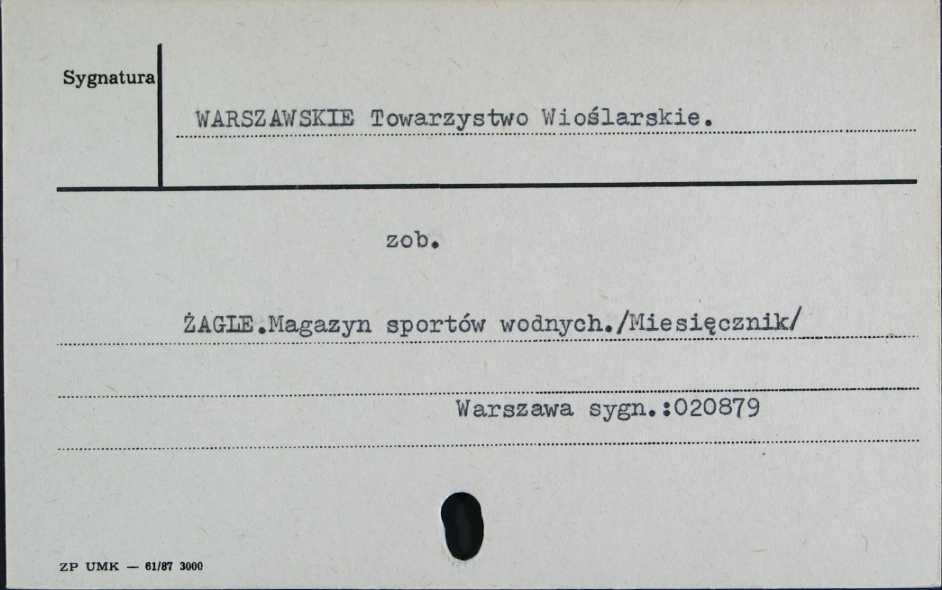 Sygnatura
WARSZAWSKIE Towarzystwo Wioślarskie.
zob.
ŻAGLE.Magazyn sportów wodnych./Miesięcznik/
Warszawa sygn.:020879
ZP UMK — 61/87 3000